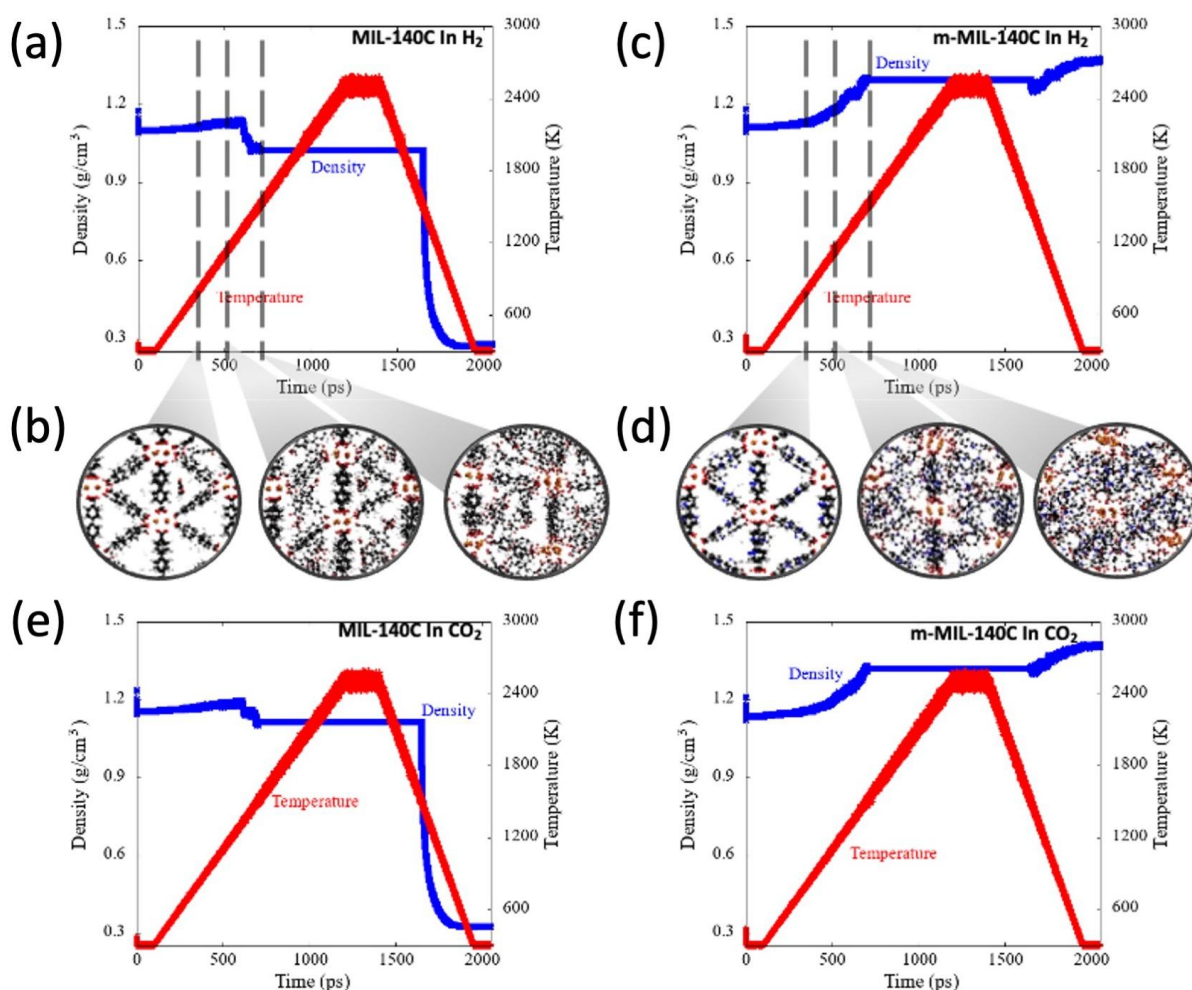 (a)
MIL-140C In H₂
Density
Temperature
Density (g/cm³)
Temperature (K)
1.5
1.2
0.9
0.6
0.3
3000
2400
1800
1200
600
0
500
1000
1500
2000
Time (ps)
(c)
m-MIL-140C In H₂
Density
Temperature
Density (g/cm³)
Temperature (K)
1.5
1.2
0.9
0.6
0.3
3000
2400
1800
1200
600
0
500
1000
1500
2000
Time (ps)
(b)
(d)
(e)
MIL-140C In CO₂
Density
Temperature
Density (g/cm³)
Temperature (K)
1.5
1.2
0.9
0.6
0.3
3000
2400
1800
1200
600
0
500
1000
1500
2000
Time (ps)
(f)
m-MIL-140C In CO₂
Density
Temperature
Density (g/cm³)
Temperature (K)
1.5
1.2
0.9
0.6
0.3
3000
2400
1800
1200
600
0
500
1000
1500
2000
Time (ps)